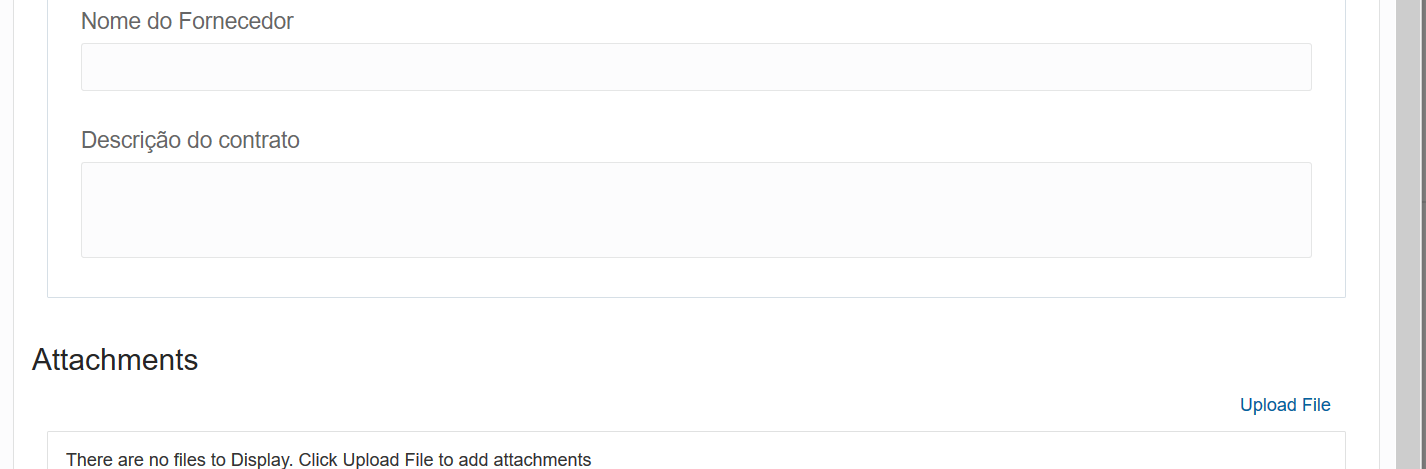 Nome do Fornecedor
Descrição do contrato
Attachments
Upload File
There are no files to Display. Click Upload File to add attachments